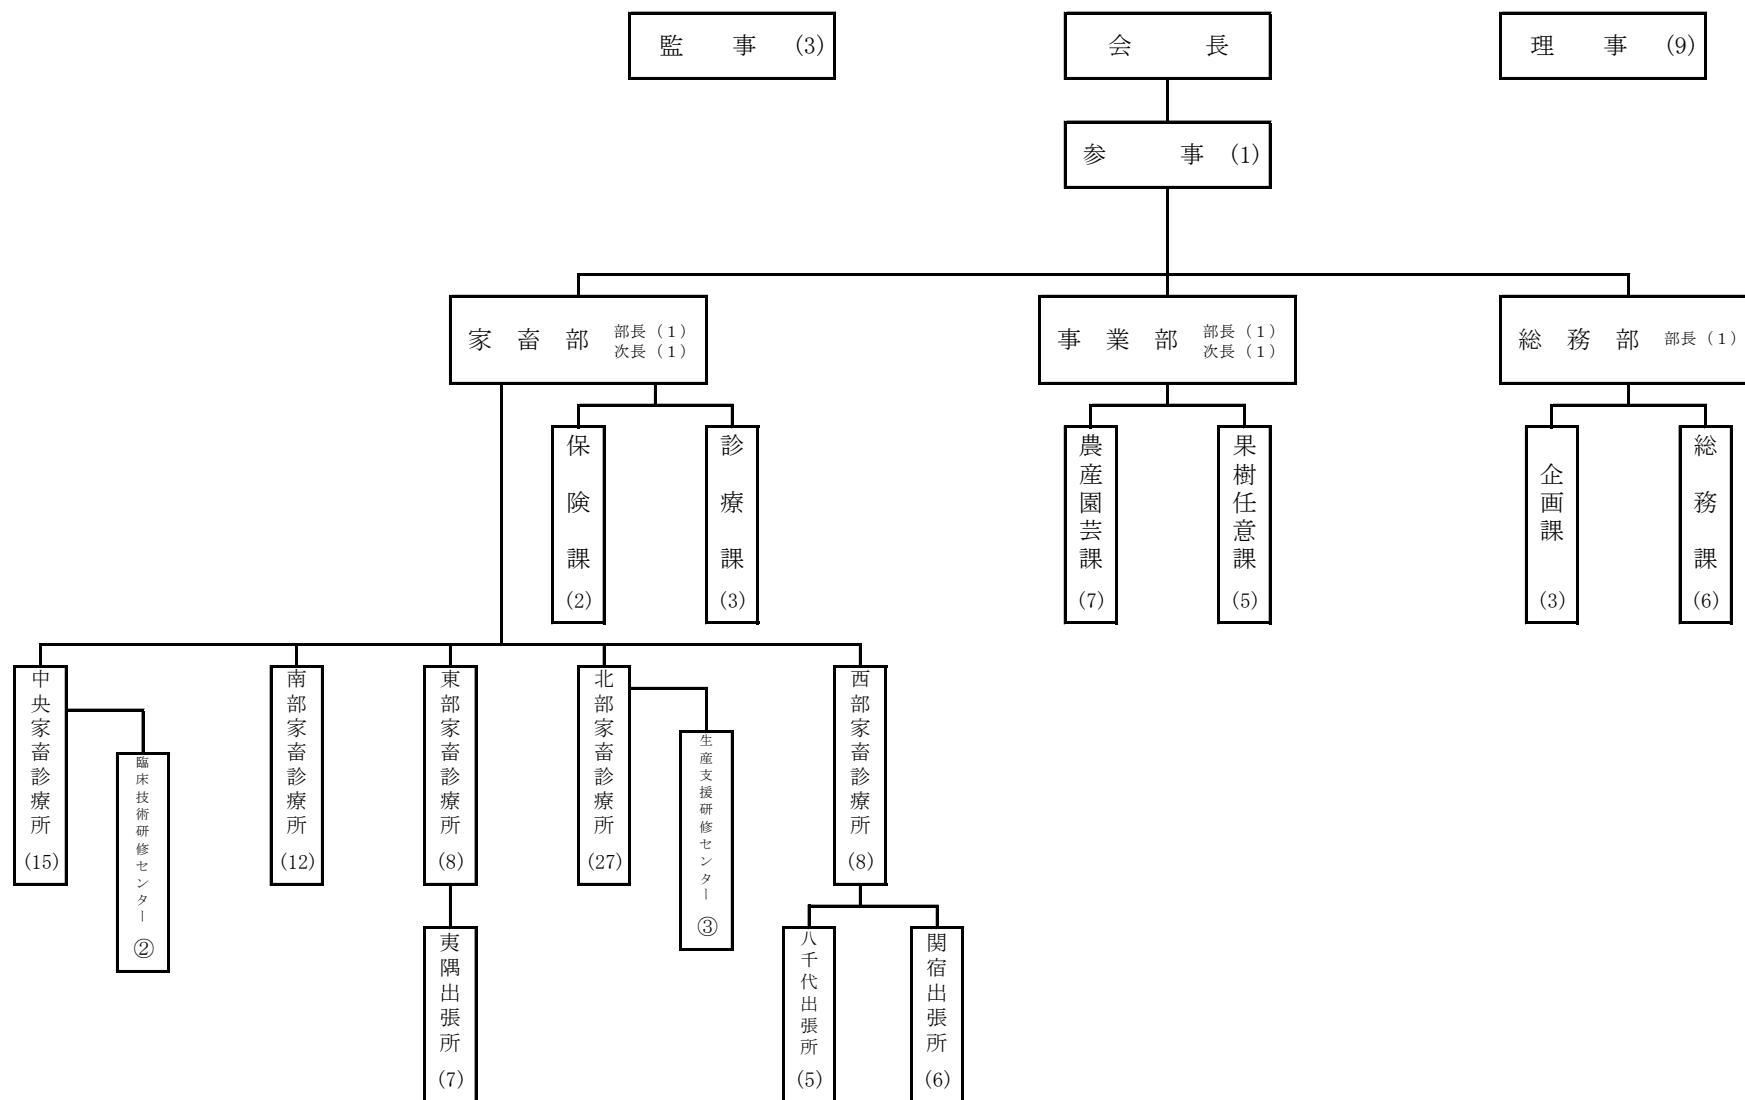 監事 (3)
会長
理事 (9)
参事 (1)
家畜部 部長(1)
次長(1)
事業部 部長(1)
次長(1)
総務部 部長(1)
保険課 (2)
診療課 (3)
農産園芸課 (7)
果樹任意課 (5)
企画課 (3)
総務課 (6)
中央家畜診療所 (15)
臨床技術研修センター ②
南部家畜診療所 (12)
東部家畜診療所 (8)
北部家畜診療所 (27)
生産支援研修センター ③
西部家畜診療所 (8)
夷隅出張所 (7)
八千代出張所 (5)
関宿出張所 (6)